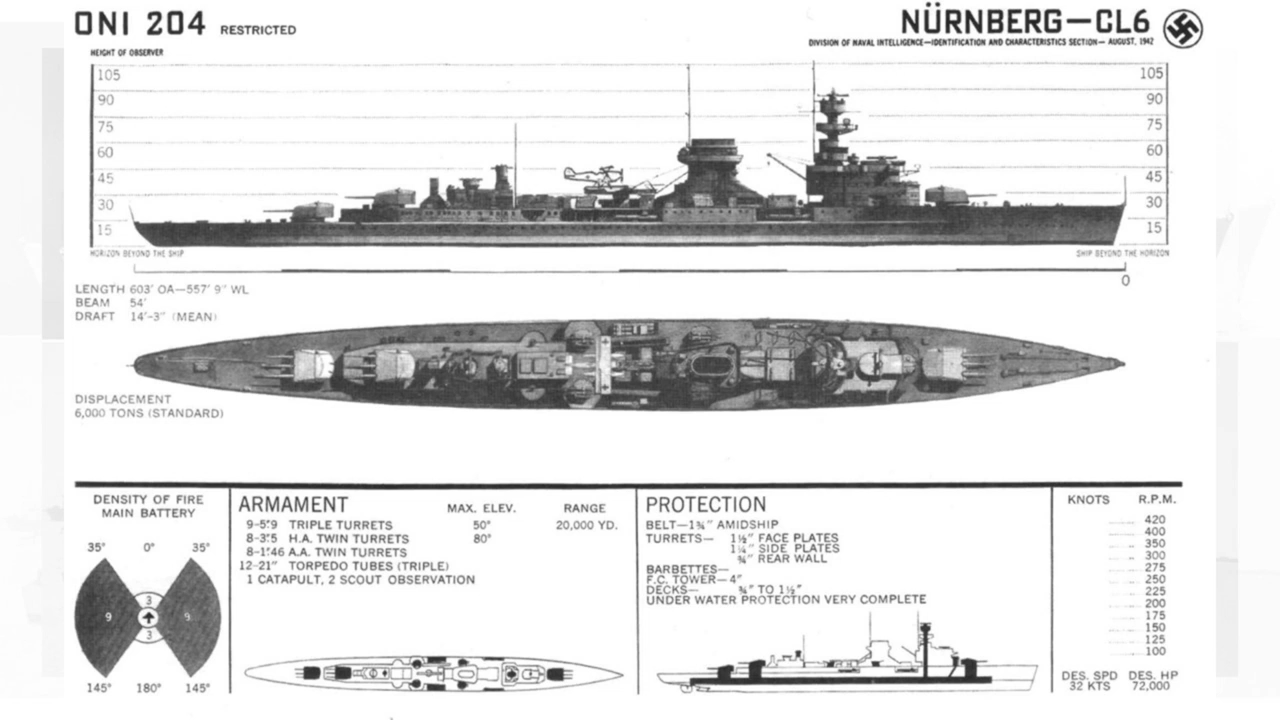 ONI 204 RESTRICTED
NÜRNBERG—CL6
DIVISION OF NAVAL INTELLIGENCE—IDENTIFICATION AND CHARACTERISTICS SECTION— AUGUST, 1942
HEIGHT OF OBSERVER
105 105
90 90
75 75
60 60
45 45
30 30
15 15
HORIZON BEYOND THE SHIP
SHIP BEYOND THE HORIZON
0
LENGTH 603' OA—557' 9" WL
BEAM 54'
DRAFT 14'-3" (MEAN)
DISPLACEMENT
6,000 TONS (STANDARD)
DENSITY OF FIRE
MAIN BATTERY
35° 0° 35°
3
9 9
3
145° 180° 145°
ARMAMENT MAX. ELEV. RANGE
9-5"9 TRIPLE TURRETS 50° 20,000 YD.
8-3"5 H.A. TWIN TURRETS 80°
8-1"46 A.A. TWIN TURRETS
12-21" TORPEDO TUBES (TRIPLE)
1 CATAPULT, 2 SCOUT OBSERVATION
PROTECTION
BELT—1¾" AMIDSHIP
TURRETS— 1½" FACE PLATES
1¼" SIDE PLATES
¾" REAR WALL
BARBETTES—
F.C. TOWER—4"
DECKS— ¾" TO 1½"
UNDER WATER PROTECTION VERY COMPLETE
KNOTS R.P.M.
420
400
350
300
275
250
225
200
175
150
125
100
DES. SPD DES. HP
32 KTS 72,000